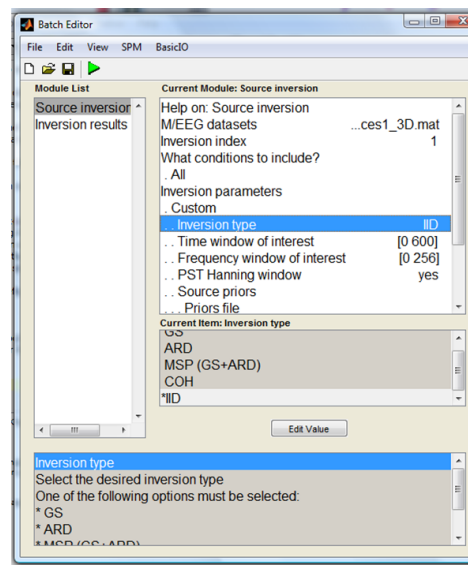 Batch Editor
File Edit View SPM BasicIO
Module List
Source inversion
Inversion results
Current Module: Source inversion
Help on: Source inversion
M/EEG datasets ...ces1_3D.mat
Inversion index 1
What conditions to include?
. All
Inversion parameters
. Custom
. . Inversion type IID
. . Time window of interest [0 600]
. . Frequency window of interest [0 256]
. . PST Hanning window yes
. . Source priors
. . . Priors file
Current Item: Inversion type
GS
ARD
MSP (GS+ARD)
COH
*IID
Edit Value
Inversion type
Select the desired inversion type
One of the following options must be selected:
* GS
* ARD
* MSP (GS+ARD)